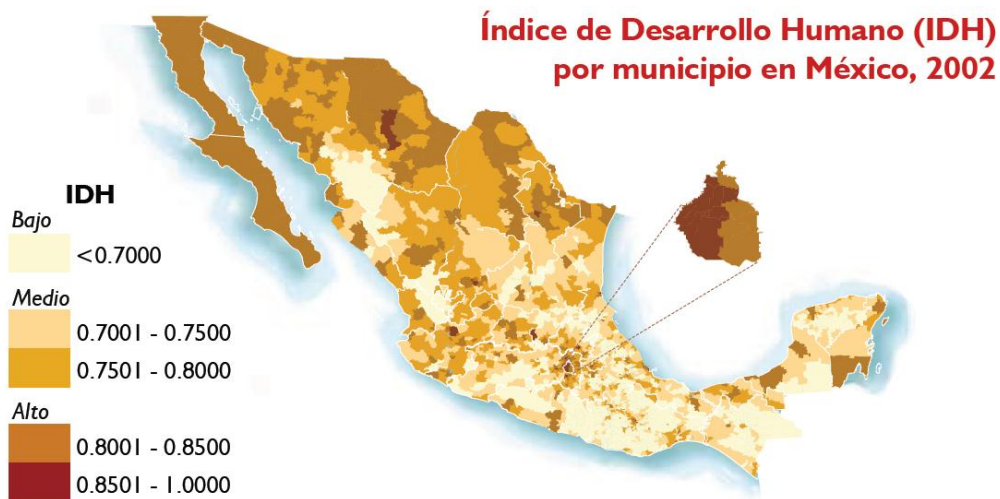 Índice de Desarrollo Humano (IDH)
por municipio en México, 2002
IDH
Bajo
<0.7000
Medio
0.7001 - 0.7500
0.7501 - 0.8000
Alto
0.8001 - 0.8500
0.8501 - 1.0000